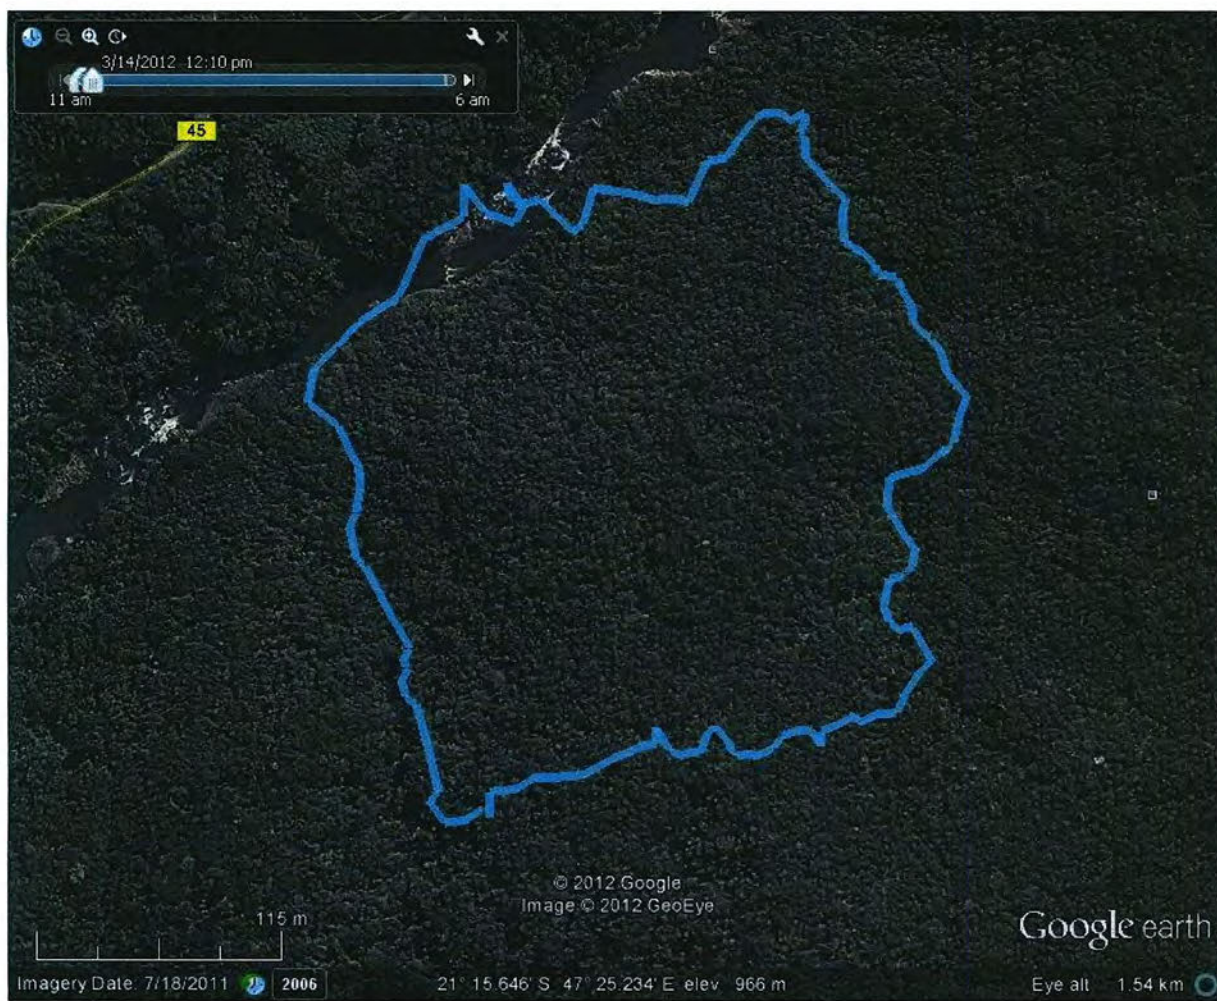 3/14/2012 12:10 pm
11 am 6 am
45
© 2012 Google
Image © 2012 GeoEye
115 m
Google earth
Imagery Date: 7/18/2011 2006 21° 15.646' S 47° 25.234' E elev 966 m Eye alt 1.54 km